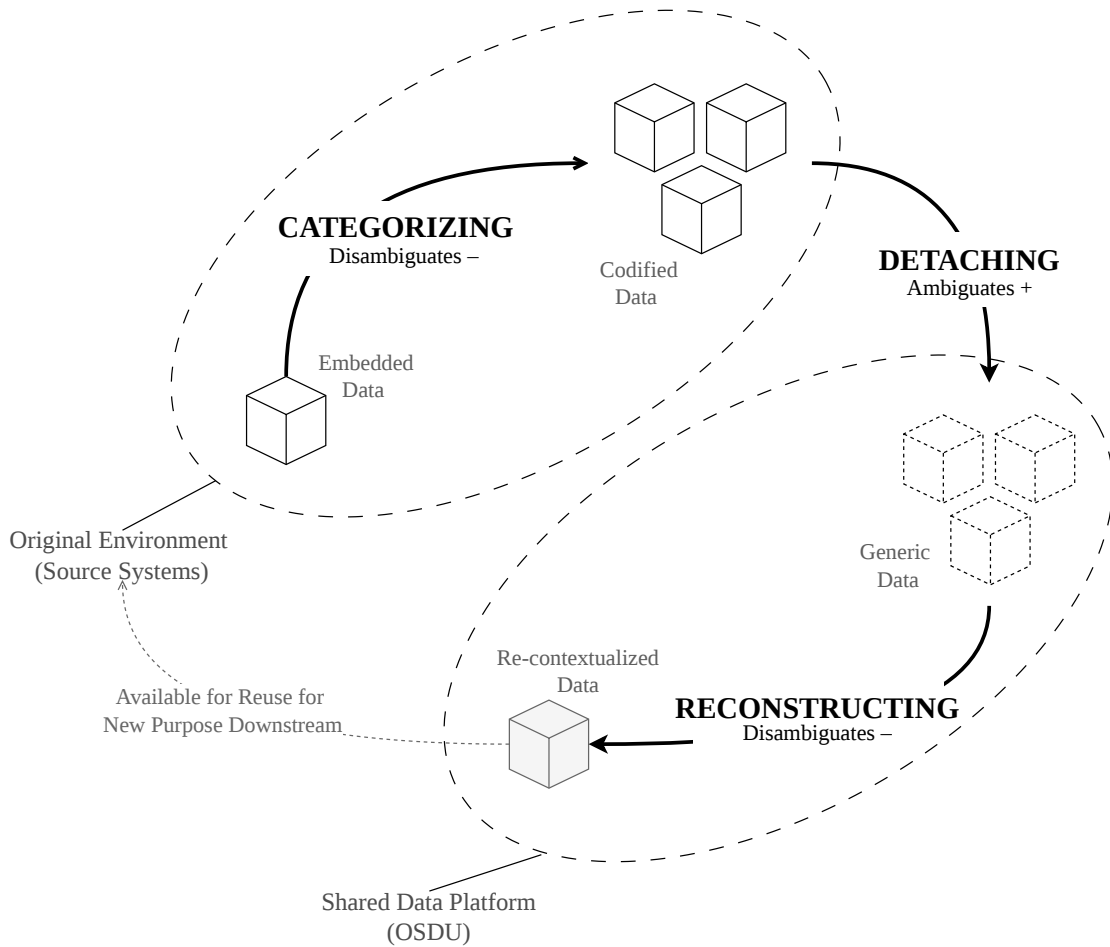 CATEGORIZING
Disambiguates –
Codified
Data
DETACHING
Ambiguates +
Embedded
Data
Original Environment
(Source Systems)
Generic
Data
Re-contextualized
Data
Available for Reuse for
New Purpose Downstream
RECONSTRUCTING
Disambiguates –
Shared Data Platform
(OSDU)